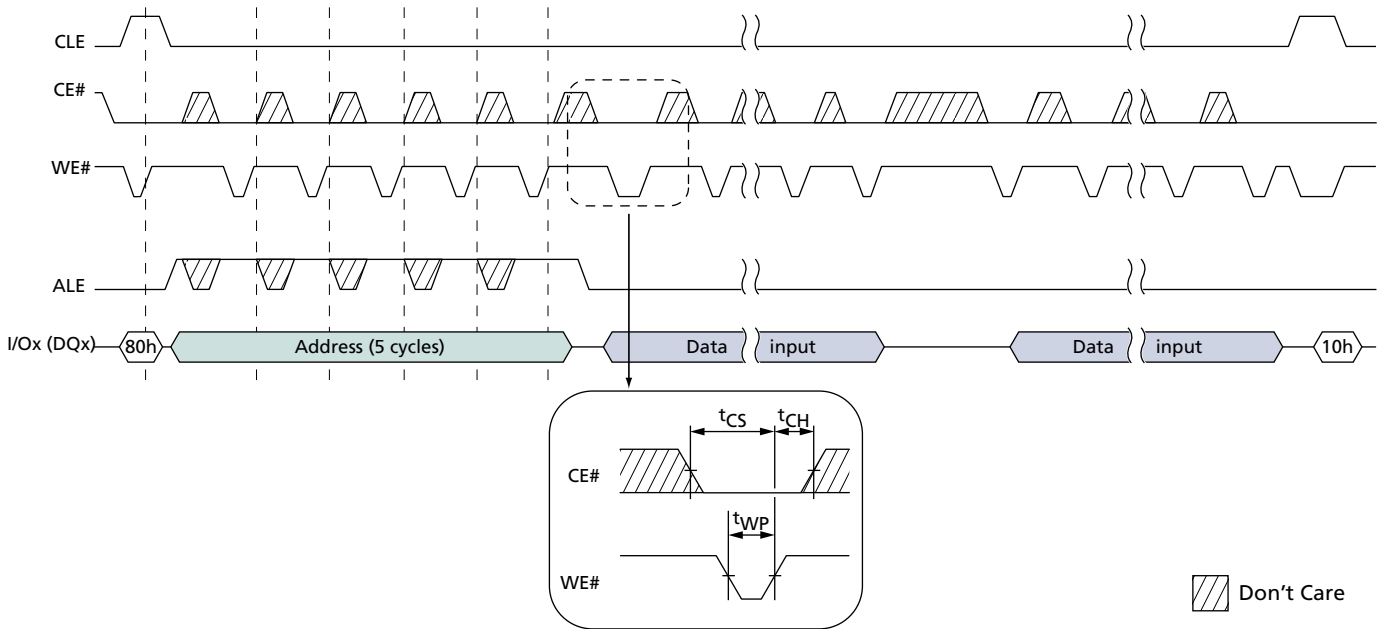 CLE
CE#
WE#
ALE
I/Ox (DQx)
80h
Address (5 cycles)
Data input
Data input
10h
tCS
tCH
CE#
tWP
WE#
Don't Care